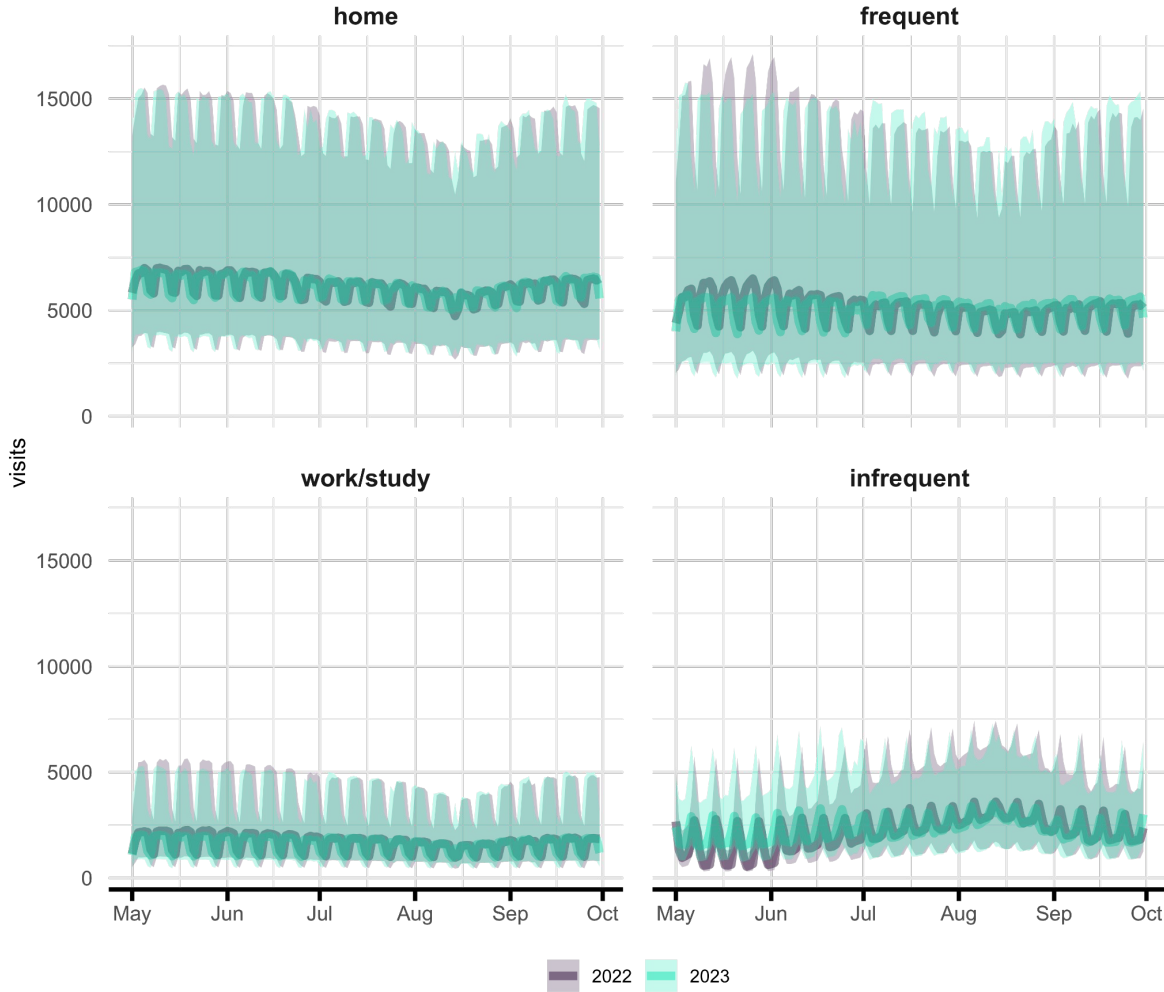 home
frequent
15000
10000
5000
0
visits
work/study
infrequent
15000
10000
5000
0
May Jun Jul Aug Sep Oct
May Jun Jul Aug Sep Oct
2022 2023